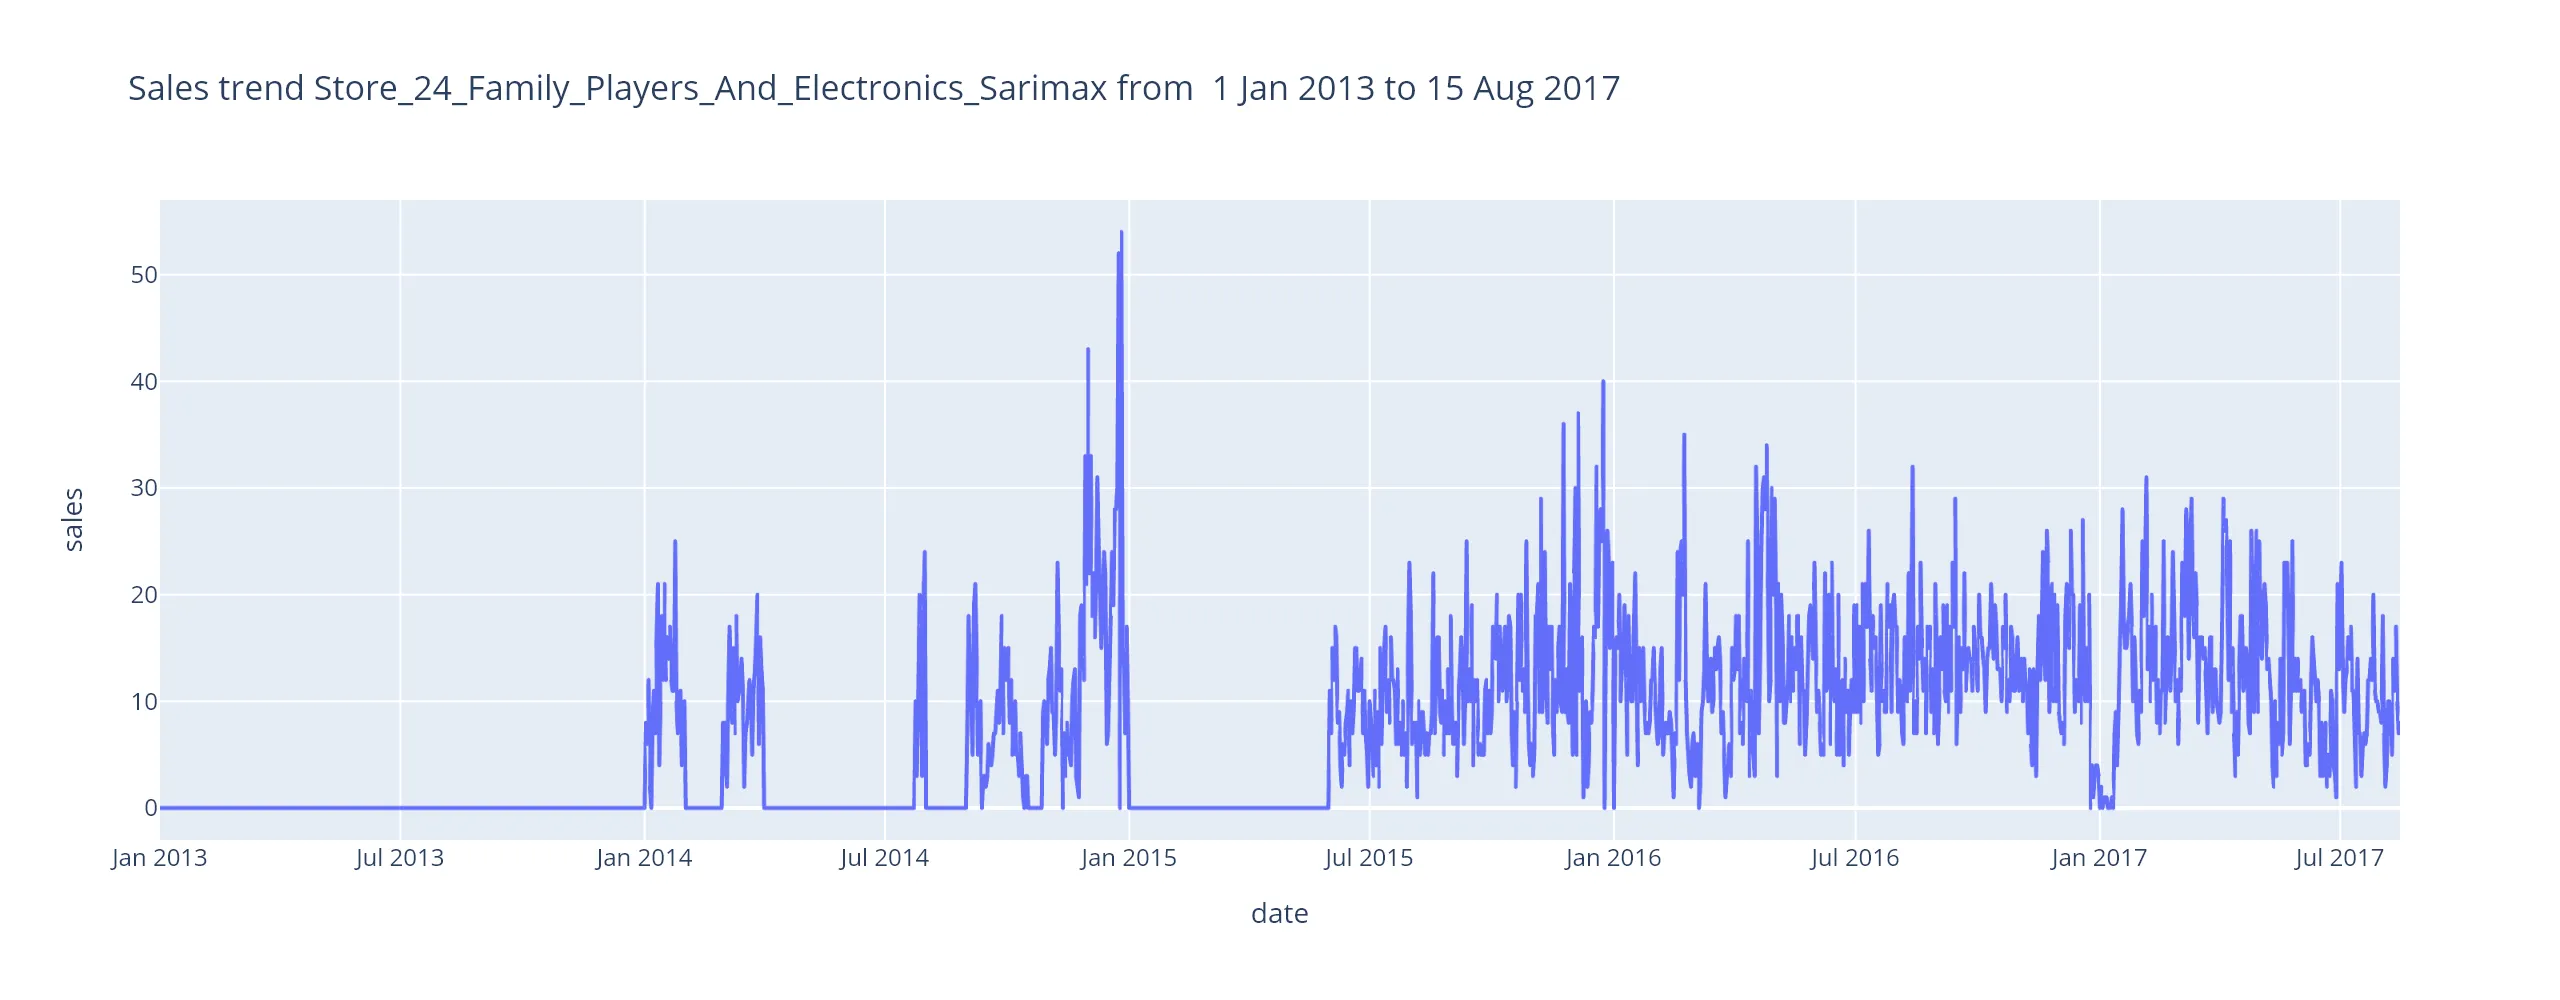 Sales trend Store_24_Family_Players_And_Electronics_Sarimax from  1 Jan 2013 to 15 Aug 2017
50
40
30
20
10
0
sales
Jan 2013 Jul 2013 Jan 2014 Jul 2014 Jan 2015 Jul 2015 Jan 2016 Jul 2016 Jan 2017 Jul 2017
date